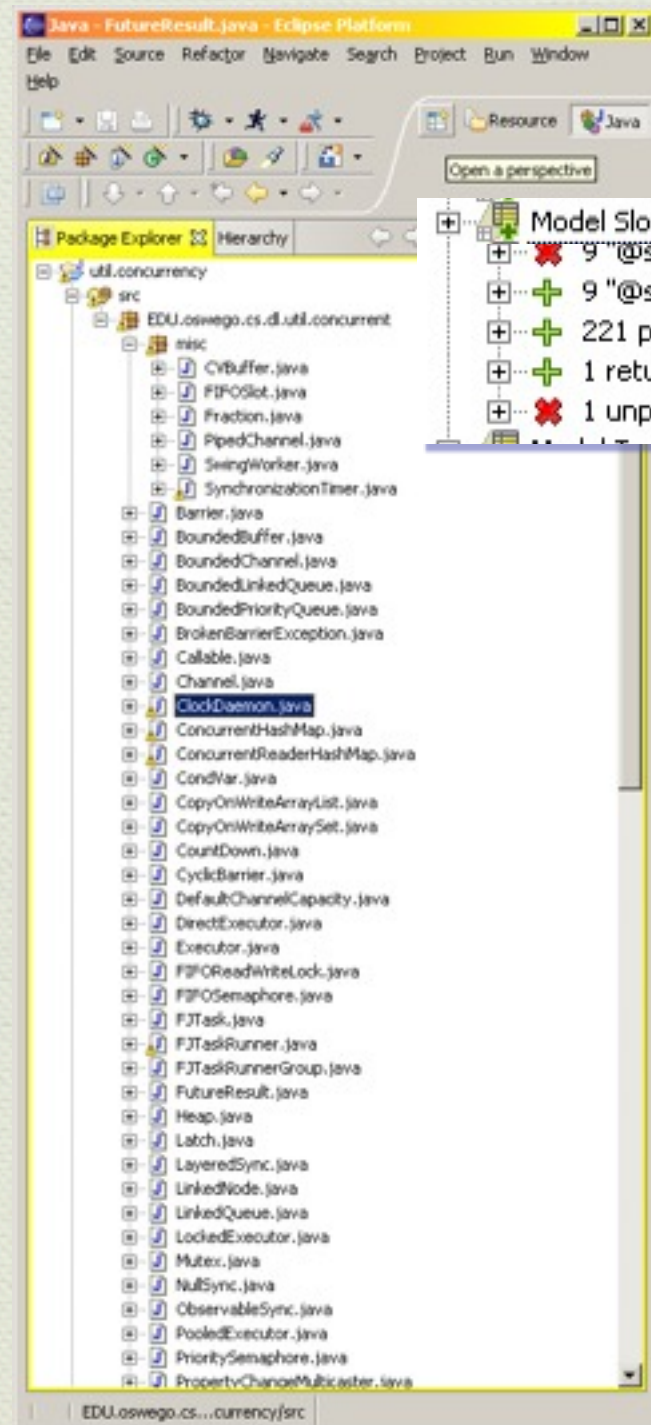 Java - FutureResult.java - Eclipse Platform
File Edit Source Refactor Navigate Search Project Run Window
Help
Resource Java
Open a perspective
Package Explorer Hierarchy
Model Slo
9 "@s
9 "@s
221 p
1 retu
1 unp
util.concurrency
src
EDU.oswego.cs.dl.util.concurrent
misc
CVBuffer.java
FIFOSlot.java
Fraction.java
PipedChannel.java
SwingWorker.java
SynchronizationTimer.java
Barrier.java
BoundedBuffer.java
BoundedChannel.java
BoundedLinkedQueue.java
BoundedPriorityQueue.java
BrokenBarrierException.java
Callable.java
Channel.java
ClockDaemon.java
ConcurrentHashMap.java
ConcurrentReaderHashMap.java
CondVar.java
CopyOnWriteArrayList.java
CopyOnWriteArraySet.java
CountDown.java
CyclicBarrier.java
DefaultChannelCapacity.java
DirectExecutor.java
Executor.java
FIFOReadWriteLock.java
FIFOSemaphore.java
FJTask.java
FJTaskRunner.java
FJTaskRunnerGroup.java
FutureResult.java
Heap.java
Latch.java
LayeredSync.java
LinkedNode.java
LinkedQueue.java
LockedExecutor.java
Mutex.java
NullSync.java
ObservableSync.java
PooledExecutor.java
PrioritySemaphore.java
PropertyChangeMulticaster.java
EDU.oswego.cs...currency/src